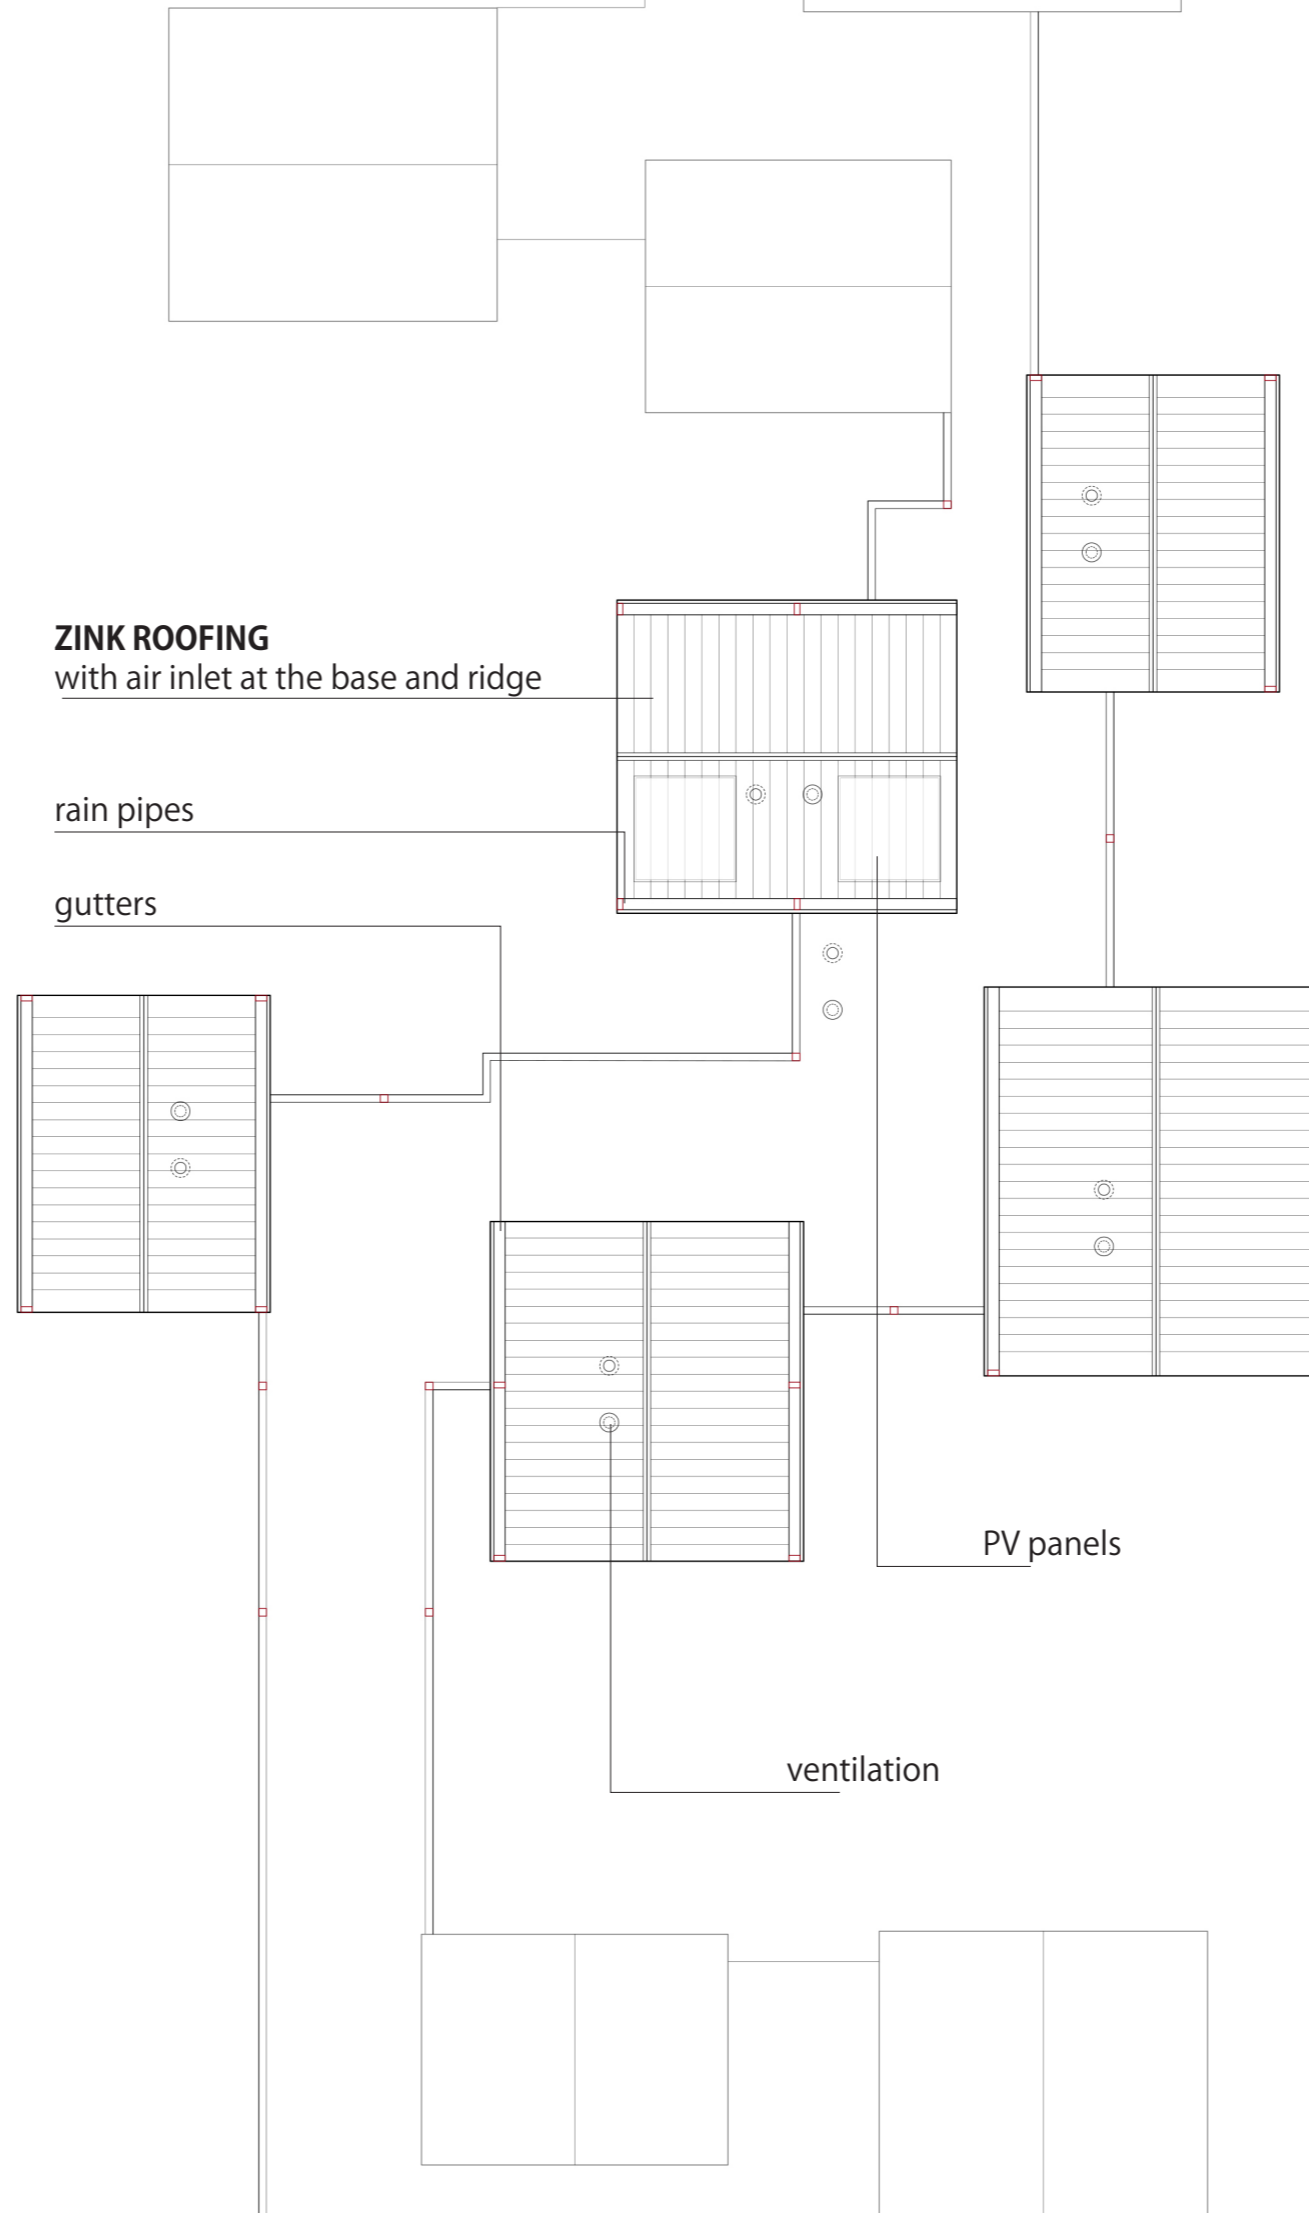 ZINK ROOFING
with air inlet at the base and ridge
rain pipes
gutters
PV panels
ventilation